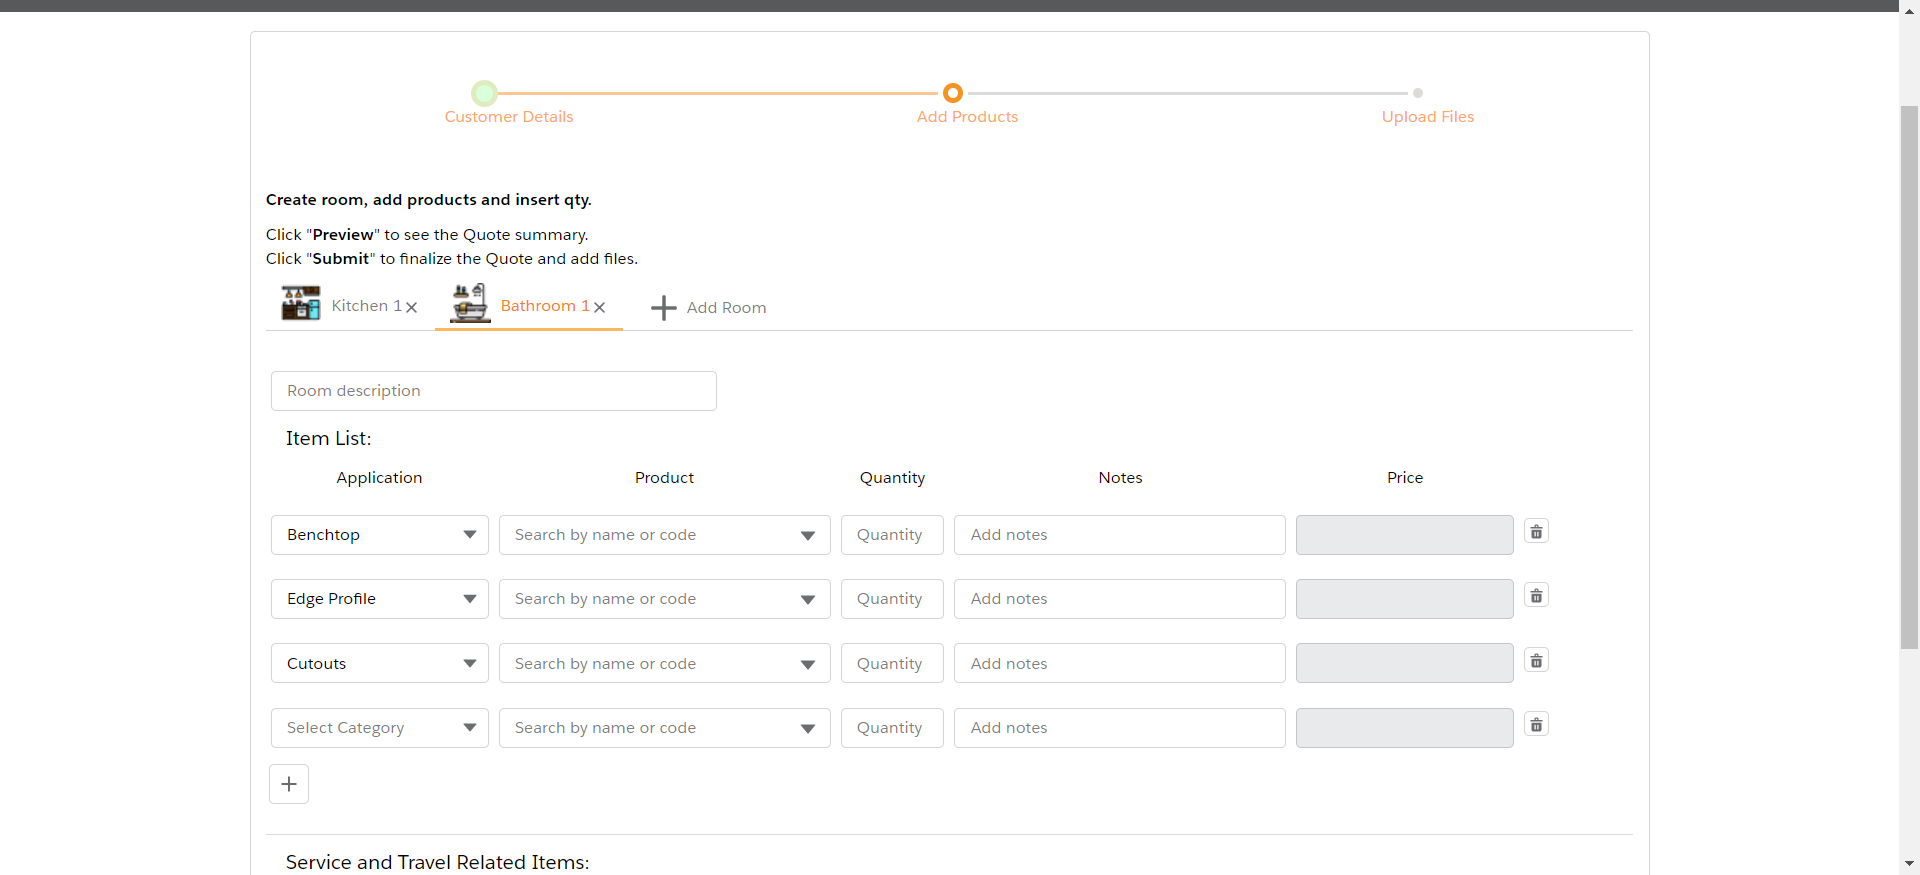 Customer Details Add Products Upload Files
Create room, add products and insert qty.
Click "Preview" to see the Quote summary.
Click "Submit" to finalize the Quote and add files.
Kitchen 1 Bathroom 1 Add Room
Room description
Item List:
Application Product Quantity Notes Price
Benchtop Search by name or code Quantity Add notes
Edge Profile Search by name or code Quantity Add notes
Cutouts Search by name or code Quantity Add notes
Select Category Search by name or code Quantity Add notes
Service and Travel Related Items: